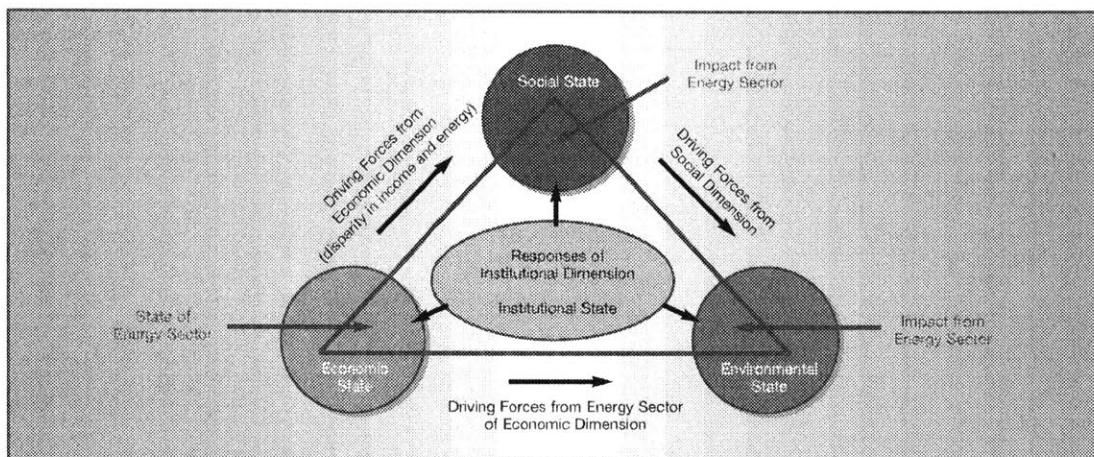 Social State
Impact from
Energy Sector
Driving Forces from
Economic Dimension
(disparity in income and energy)
Driving Forces from
Social Dimension
Responses of
Institutional Dimension
Institutional State
State of
Energy Sector
Impact from
Energy Sector
Economic
State
Environmental
State
Driving Forces from Energy Sector
of Economic Dimension